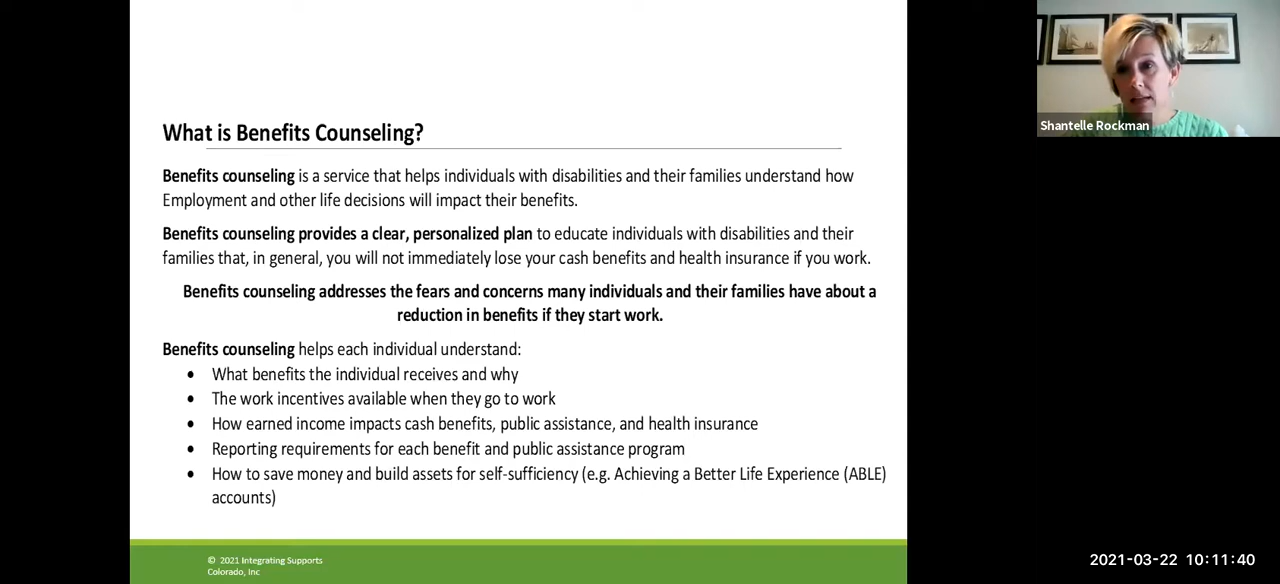 What is Benefits Counseling?
Benefits counseling is a service that helps individuals with disabilities and their families understand how
Employment and other life decisions will impact their benefits.
Benefits counseling provides a clear, personalized plan to educate individuals with disabilities and their
families that, in general, you will not immediately lose your cash benefits and health insurance if you work.
Benefits counseling addresses the fears and concerns many individuals and their families have about a
reduction in benefits if they start work.
Benefits counseling helps each individual understand:
• What benefits the individual receives and why
• The work incentives available when they go to work
• How earned income impacts cash benefits, public assistance, and health insurance
• Reporting requirements for each benefit and public assistance program
• How to save money and build assets for self-sufficiency (e.g. Achieving a Better Life Experience (ABLE)
accounts)
© 2021 Integrating Supports
Colorado, Inc
Shantelle Rockman
2021-03-22 10:11:40